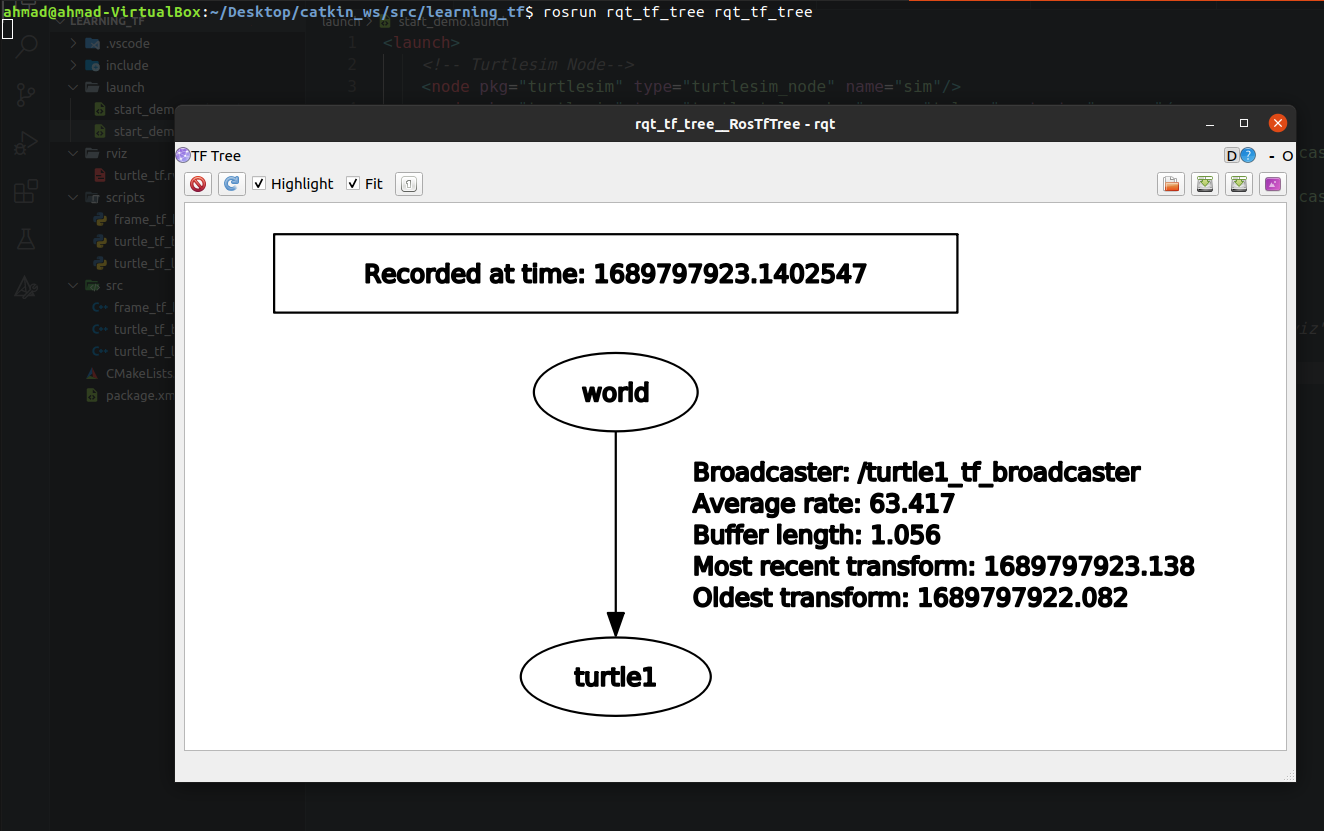 ahmad@ahmad-VirtualBox:~/Desktop/catkin_ws/src/learning_tf$ rosrun rqt_tf_tree rqt_tf_tree
LEARNING_TF
launch > start_demo.launch
.vscode
include
launch
start_dem
start_dem
rviz
turtle_tf.r
scripts
frame_tf_
turtle_tf_
turtle_tf_
src
frame_tf_
turtle_tf_
turtle_tf_
CMakeLists
package.xm
1 <launch>
2 <!-- Turtlesim Node-->
3 <node pkg="turtlesim" type="turtlesim_node" name="sim"/>
rqt_tf_tree__RosTfTree - rqt
TF Tree
D ? - O
Highlight
Fit
1
Recorded at time: 1689797923.1402547
world
Broadcaster: /turtle1_tf_broadcaster
Average rate: 63.417
Buffer length: 1.056
Most recent transform: 1689797923.138
Oldest transform: 1689797922.082
turtle1
cas
cas